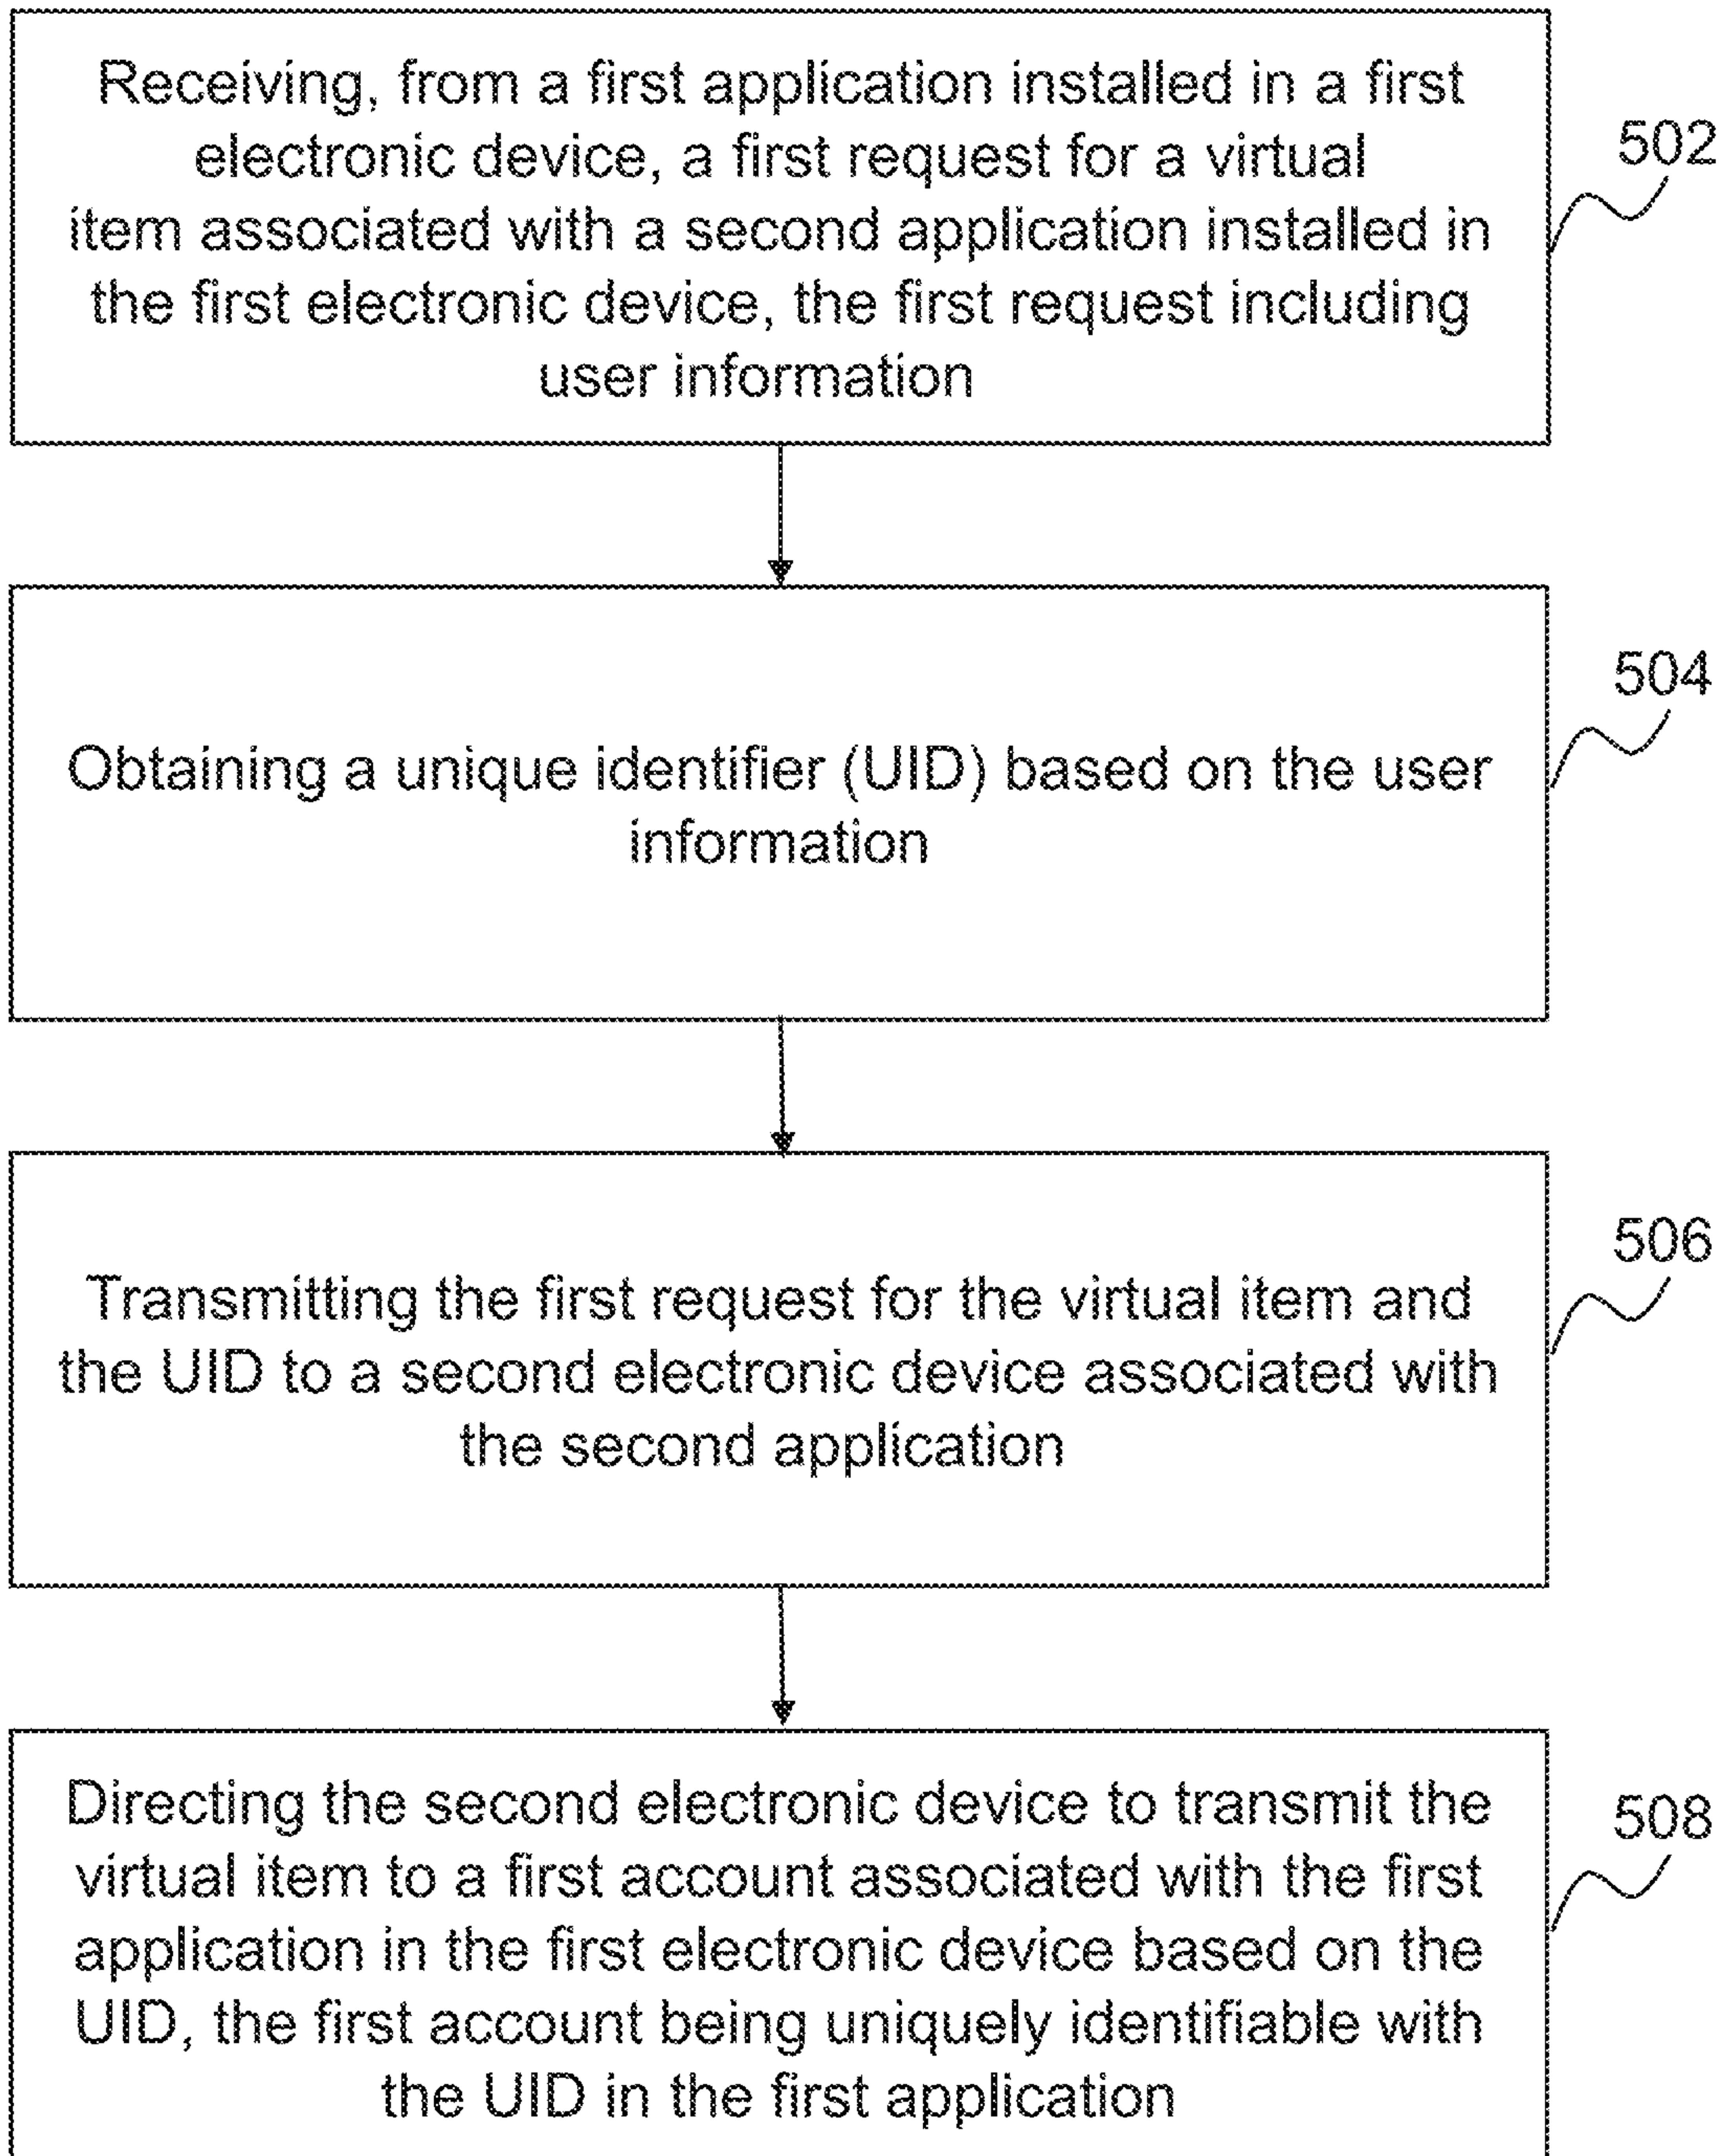 Receiving, from a first application installed in a first
electronic device, a first request for a virtual
item associated with a second application installed in
the first electronic device, the first request including
user information
502
Obtaining a unique identifier (UID) based on the user
information
504
Transmitting the first request for the virtual item and
the UID to a second electronic device associated with
the second application
506
Directing the second electronic device to transmit the
virtual item to a first account associated with the first
application in the first electronic device based on the
UID, the first account being uniquely identifiable with
the UID in the first application
508